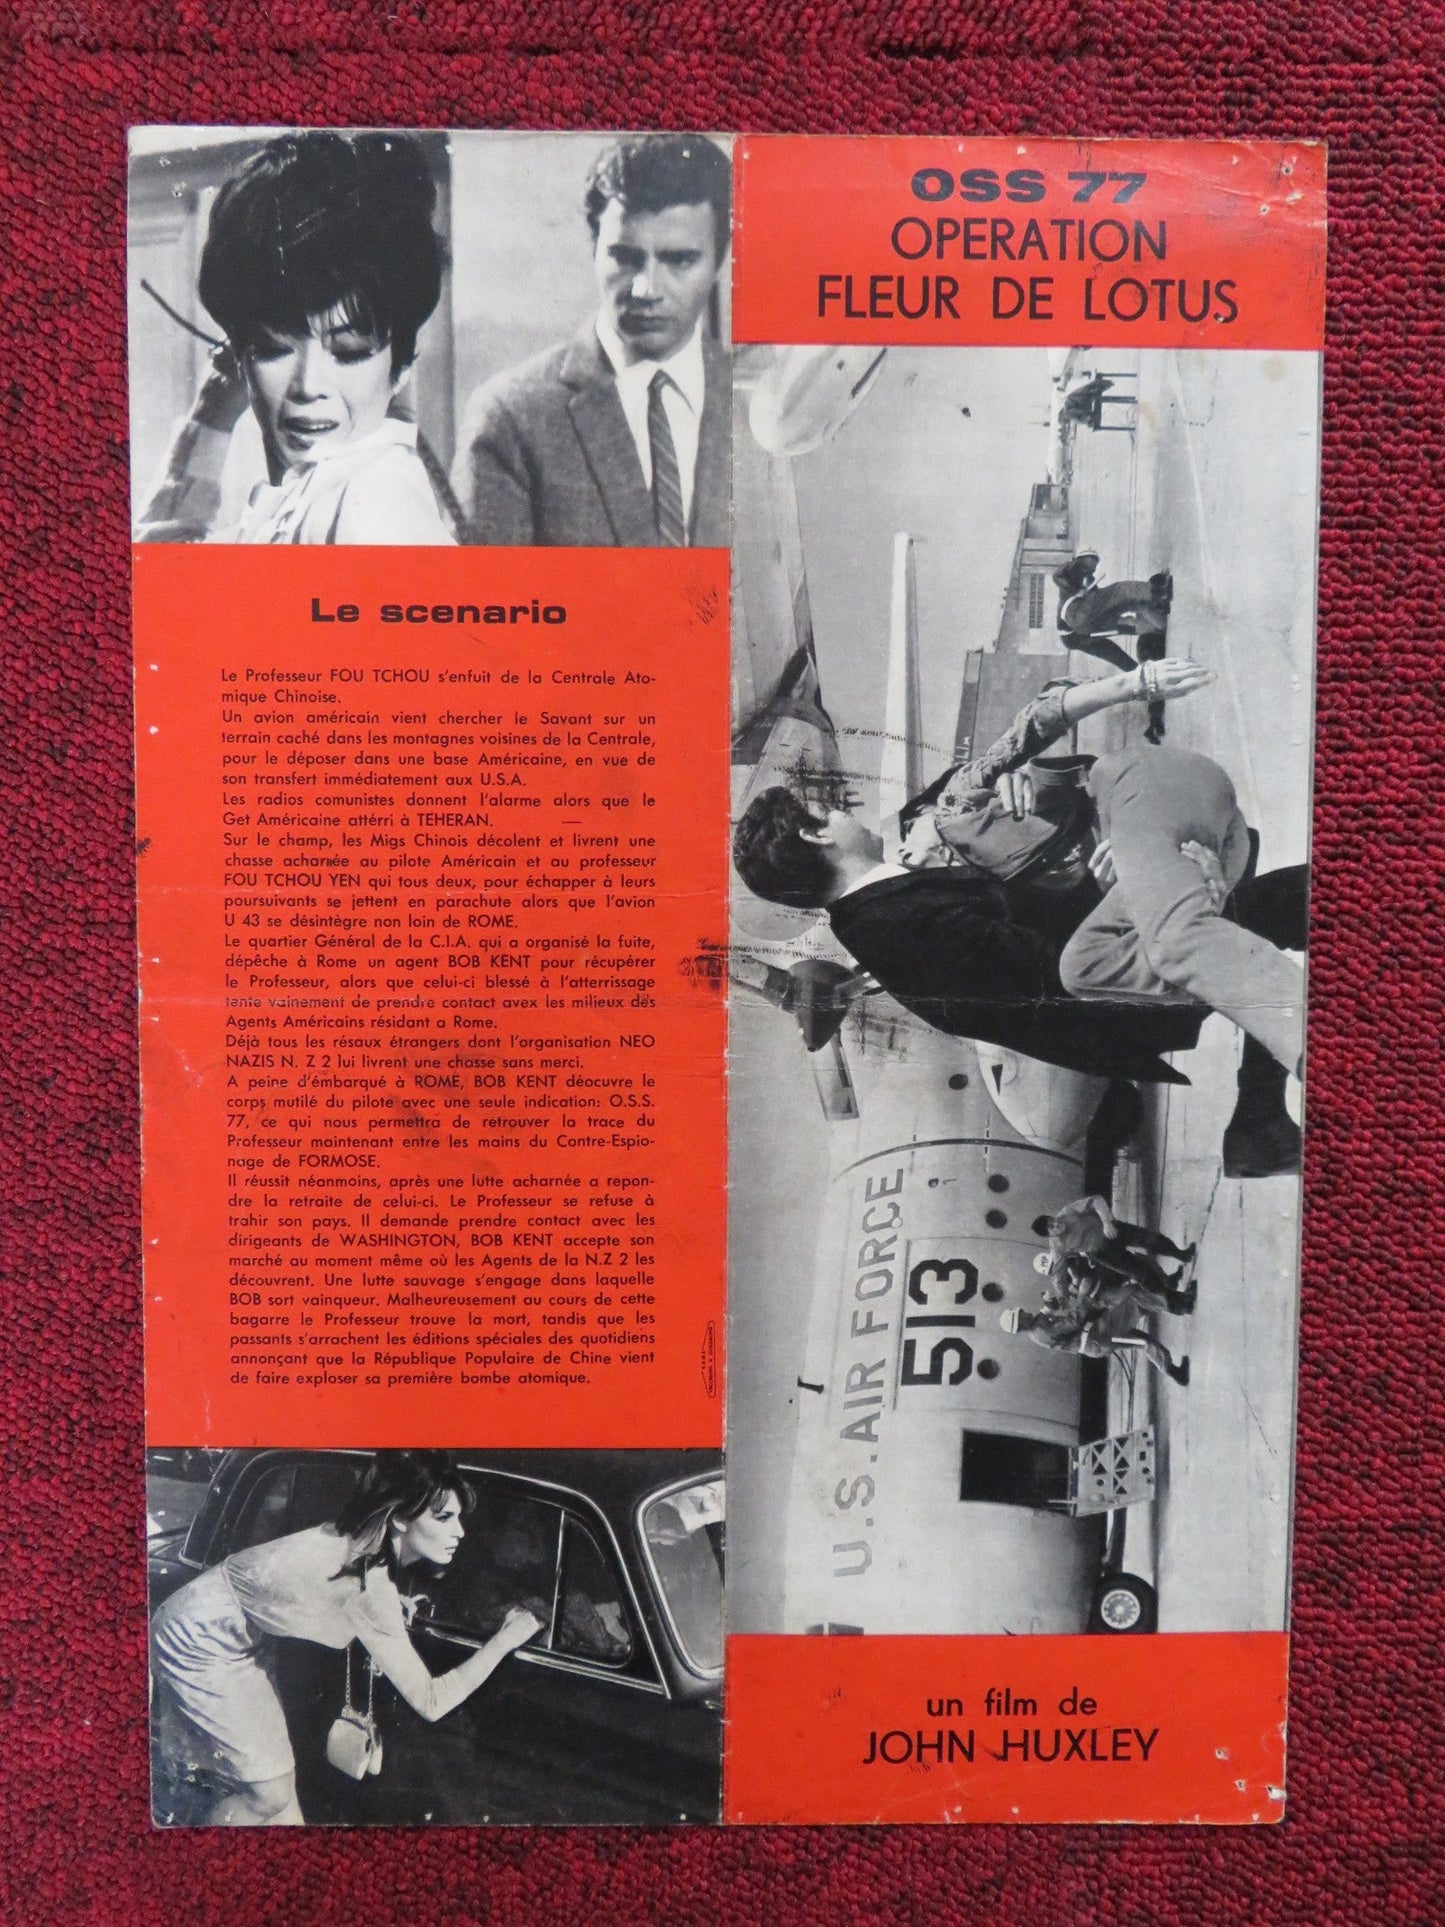 OSS 77
OPERATION
FLEUR DE LOTUS
Le scenario
Le Professeur FOU TCHOU s'enfuit de la Centrale Ato-
mique Chinoise.
Un avion américain vient chercher le Savant sur un
terrain caché dans les montagnes voisines de la Centrale,
pour le déposer dans une base Américaine, en vue de
son transfert immédiatement aux U.S.A.
Les radios comunistes donnent l'alarme alors que le
Get Américaine attérri à TEHERAN.
Sur le champ, les Migs Chinois décolent et livrent une
chasse acharnée au pilote Américain et au professeur
FOU TCHOU YEN qui tous deux, pour échapper à leurs
poursuivants se jettent en parachute alors que l'avion
U 43 se désintègre non loin de ROME.
Le quartier Général de la C.I.A. qui a organisé la fuite,
dépêche à Rome un agent BOB KENT pour récupérer
le Professeur, alors que celui-ci blessé à l'atterrissage
tente vainement de prendre contact avex les milieux dés
Agents Américains résidant a Rome.
Déjà tous les résaux étrangers dont l'organisation NEO
NAZIS N. Z 2 lui livrent une chasse sans merci.
A peine d'émbarqué à ROME, BOB KENT déocuvre le
corps mutilé du pilote avec une seule indication: O.S.S.
77, ce qui nous permettra de retrouver la trace du
Professeur maintenant entre les mains du Contre-Espio-
nage de FORMOSE.
Il réussit néanmoins, après une lutte acharnée a repon-
dre la retraite de celui-ci. Le Professeur se refuse à
trahir son pays. Il demande prendre contact avec les
dirigeants de WASHINGTON, BOB KENT accepte son
marché au moment même où les Agents de la N.Z 2 les
découvrent. Une lutte sauvage s'engage dans laquelle
BOB sort vainqueur. Malheureusement au cours de cette
bagarre le Professeur trouve la mort, tandis que les
passants s'arrachent les éditions spéciales des quotidiens
annonçant que la République Populaire de Chine vient
de faire exploser sa première bombe atomique.
U.S. AIR FORCE
513
un film de
JOHN HUXLEY